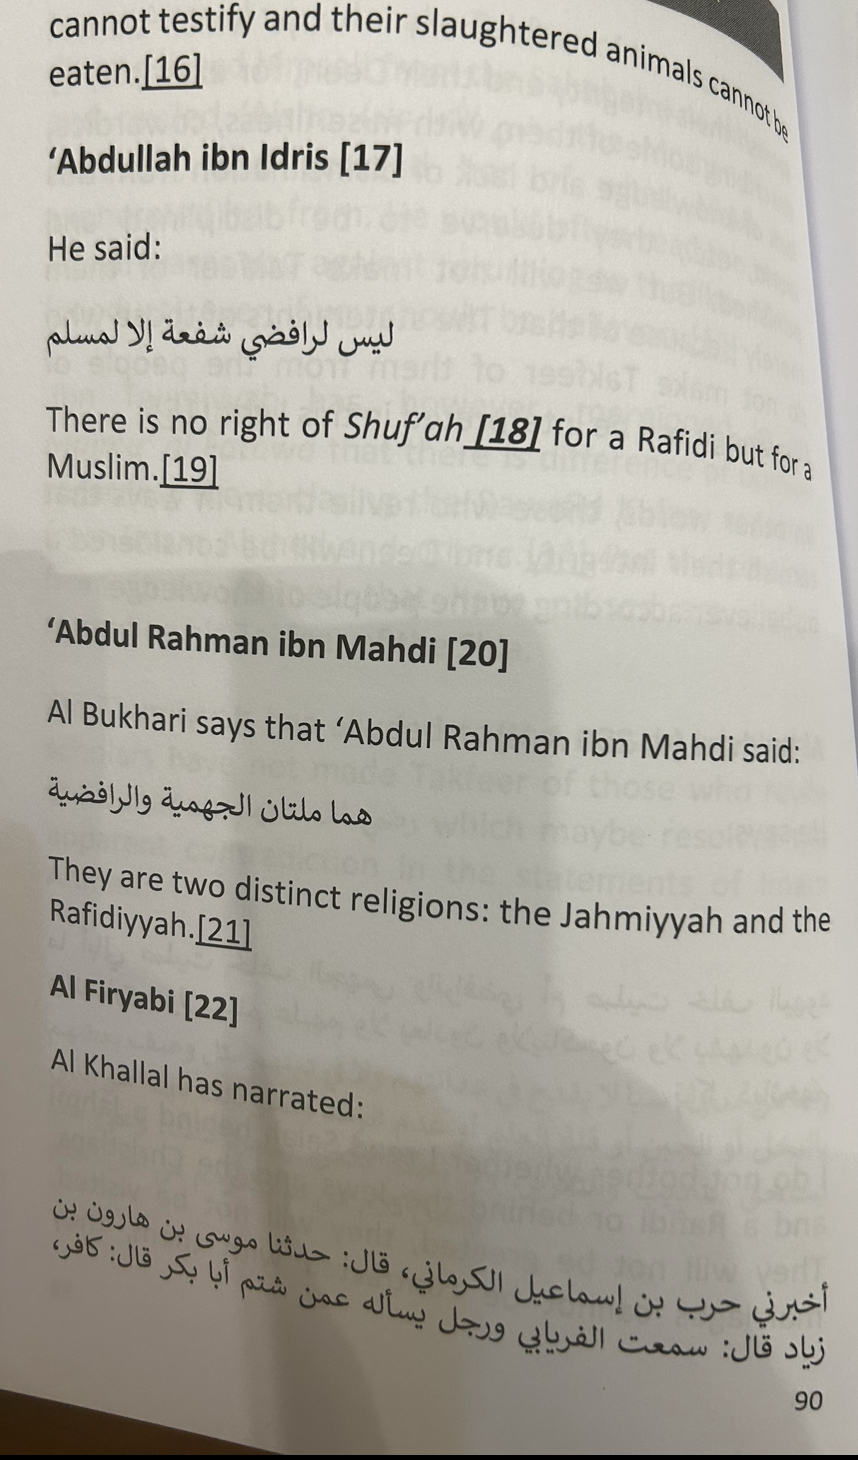 cannot testify and their slaughtered animals cannot be
eaten.[16]
‘Abdullah ibn Idris [17]
He said:
ليس لرافضي شفعة إلا لمسلم
There is no right of Shuf’ah [18] for a Rafidi but for a
Muslim.[19]
‘Abdul Rahman ibn Mahdi [20]
Al Bukhari says that ‘Abdul Rahman ibn Mahdi said:
هما ملتان الجهمية والرافضية
They are two distinct religions: the Jahmiyyah and the
Rafidiyyah.[21]
Al Firyabi [22]
Al Khallal has narrated:
أخبرني حرب بن إسماعيل الكرماني، قال: حدثنا موسى بن هارون بن
زياد قال: سمعت الفريابي ورجل يسأله عمن شتم أبا بكر قال: كافر،
90